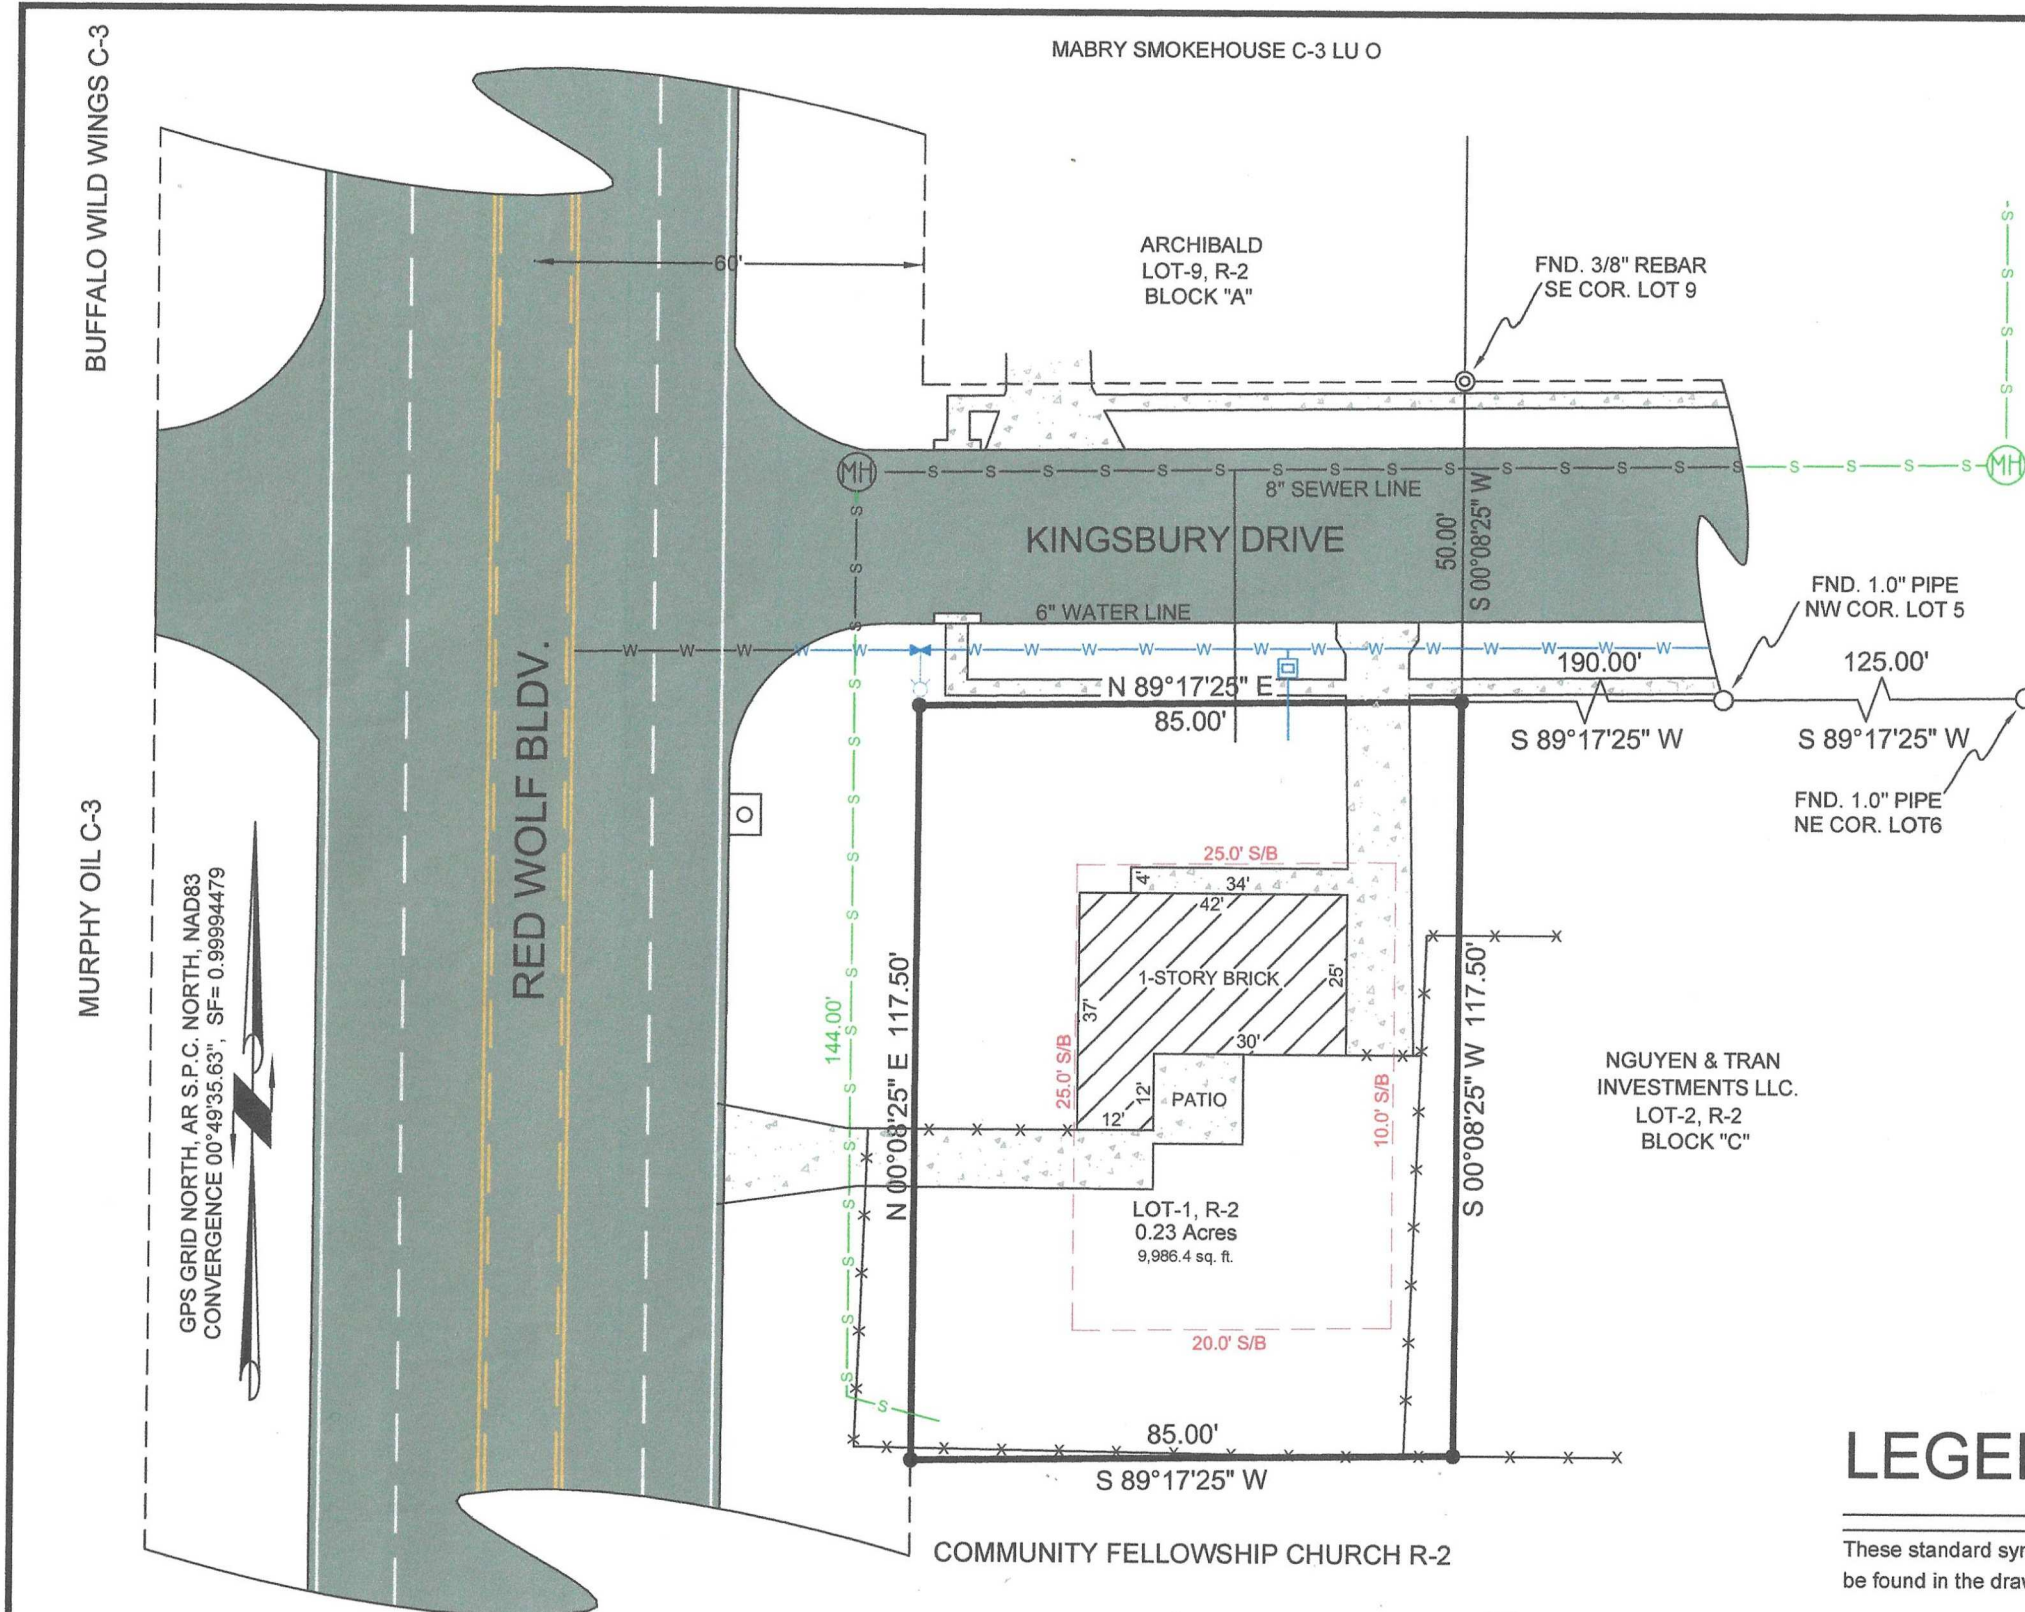 MABRY SMOKEHOUSE C-3 LU O
BUFFALO WILD WINGS C-3
60'
ARCHIBALD
LOT-9, R-2
BLOCK "A"
FND. 3/8" REBAR
SE COR. LOT 9
S
S
S
S
MH
S S S S S S S S S S S S S S S
S S S S
MH
8" SEWER LINE
KINGSBURY DRIVE
50.00'
S 00°08'25" W
6" WATER LINE
FND. 1.0" PIPE
NW COR. LOT 5
W W W W W W W W W W W W W W W W W W W
190.00'
125.00'
N 89°17'25" E
85.00'
S 89°17'25" W
S 89°17'25" W
FND. 1.0" PIPE
NE COR. LOT6
RED WOLF BLDV.
MURPHY OIL C-3
GPS GRID NORTH, AR S.P.C. NORTH, NAD83
CONVERGENCE 00°49'35.63", SF= 0.99994479
144.00'
N 00°08'25" E 117.50'
25.0' S/B
4'
34'
42'
1-STORY BRICK
37'
25'
30'
12'
12'
PATIO
25.0' S/B
10.0' S/B
S 00°08'25" W 117.50'
NGUYEN & TRAN
INVESTMENTS LLC.
LOT-2, R-2
BLOCK "C"
LOT-1, R-2
0.23 Acres
9,986.4 sq. ft.
20.0' S/B
85.00'
S 89°17'25" W
COMMUNITY FELLOWSHIP CHURCH R-2
LEGE
These standard syr
be found in the dra